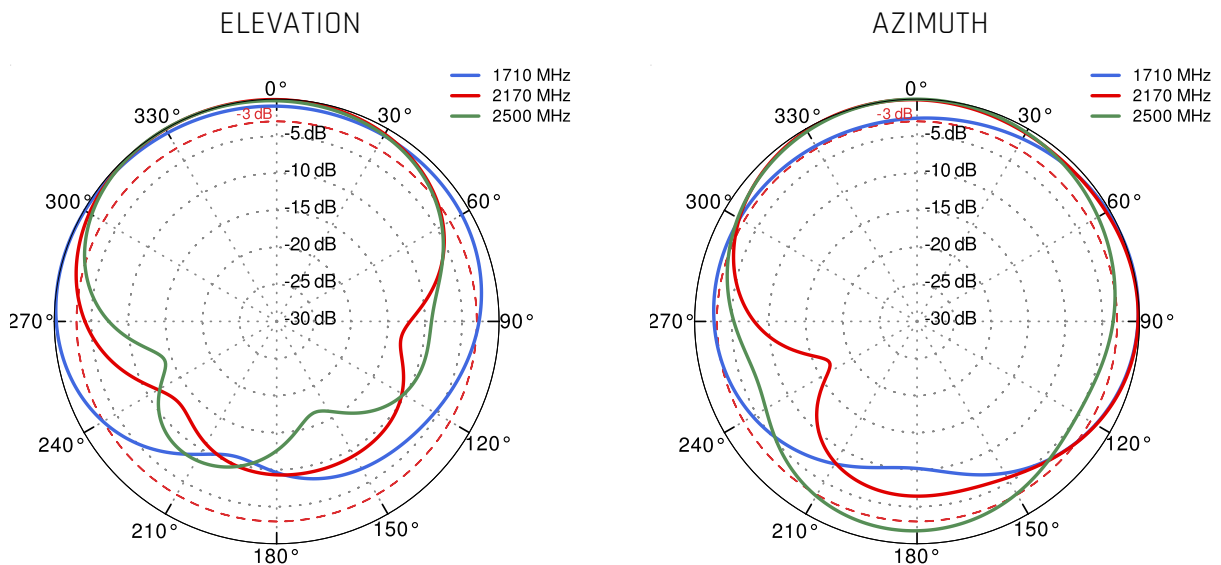 ELEVATION
1710 MHz
2170 MHz
2500 MHz
0°
330°
30°
-3 dB
-5 dB
-10 dB
300°
60°
-15 dB
-20 dB
-25 dB
270°
-30 dB
90°
240°
120°
210°
150°
180°
AZIMUTH
1710 MHz
2170 MHz
2500 MHz
0°
330°
30°
-3 dB
-5 dB
-10 dB
300°
60°
-15 dB
-20 dB
-25 dB
270°
-30 dB
90°
240°
120°
210°
150°
180°